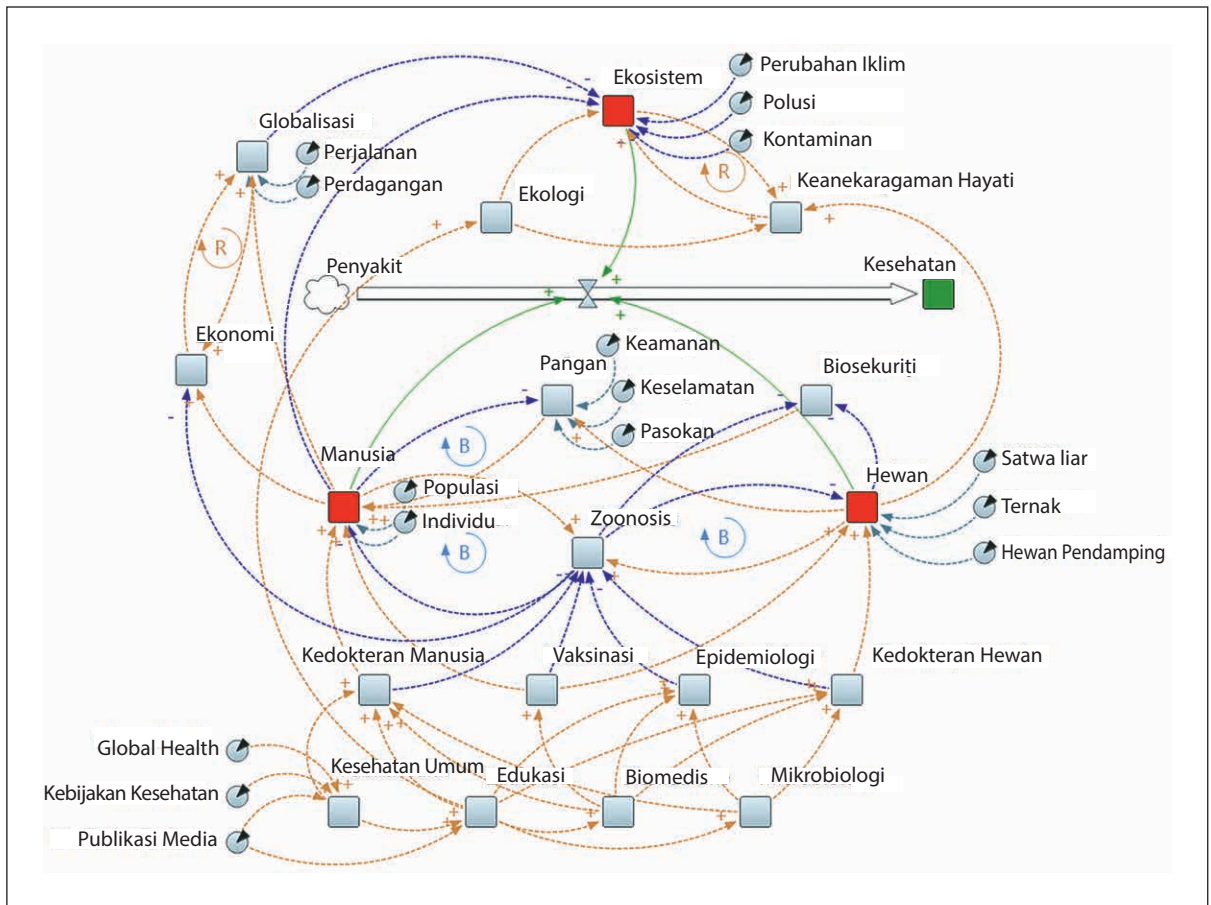 Ekosistem
Perubahan Iklim
Polusi
Kontaminan
Globalisasi
Perjalanan
Perdagangan
R
Keanekaragaman Hayati
Ekologi
R
Penyakit
Kesehatan
Ekonomi
Keamanan
Pangan
Keselamatan
Pasokan
Biosekuriti
B
Manusia
Populasi
Individu
B
Zoonosis
B
Hewan
Satwa liar
Ternak
Hewan Pendamping
Kedokteran Manusia
Vaksinasi
Epidemiologi
Kedokteran Hewan
Global Health
Kebijakan Kesehatan
Publikasi Media
Kesehatan Umum
Edukasi
Biomedis
Mikrobiologi